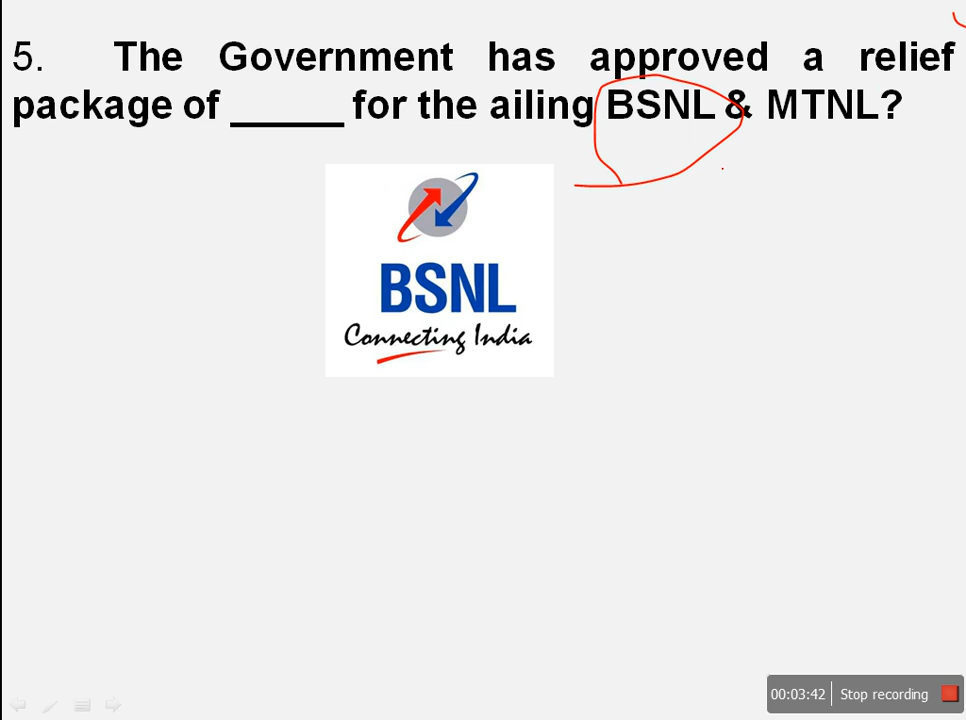 5. The Government has approved a relief
package of _____ for the ailing BSNL & MTNL?
BSNL
Connecting India
00:03:42 Stop recording